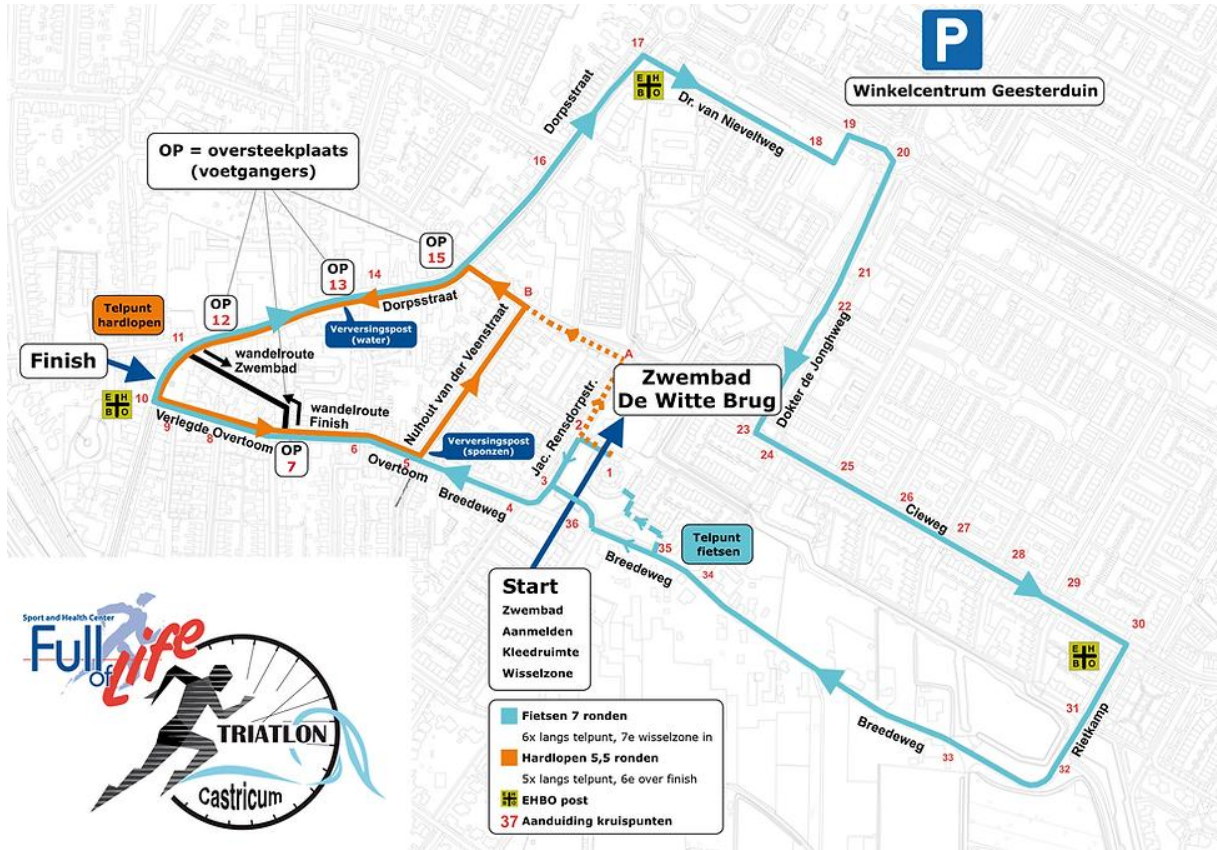 17
P
Winkelcentrum Geesterduin
E H
B O
Dorpsstraat
Dr. van Nieveltweg
18
19
20
OP = oversteekplaats
(voetgangers)
16
OP
15
OP
13
14
OP
12
Dorpsstraat
B
21
22
Telpunt
hardlopen
Verversingspost
(water)
11
Finish
wandelroute
Zwembad
Nuhout van der Veenstraat
A
Zwembad
De Witte Brug
Dokter de Jonghweg
E H
B O
10
9
8
Verlegde Overtoom
wandelroute
Finish
OP
7
6
Overtoom
5
Verversingspost
(sponzen)
Jac. Rensdorpstr.
2
1
3
4
Breedeweg
23
24
25
26
Cieweg
27
28
29
30
36
35
Telpunt
fietsen
34
Breedeweg
E H
B O
31
Rietkamp
32
33
Breedeweg
Start
Zwembad
Aanmelden
Kleedruimte
Wisselzone
Fietsen 7 ronden
6x langs telpunt, 7e wisselzone in
Hardlopen 5,5 ronden
5x langs telpunt, 6e over finish
E H
B O
EHBO post
37 Aanduiding kruispunten
Sport and Health Center
Full of Life
TRIATLON
Castricum